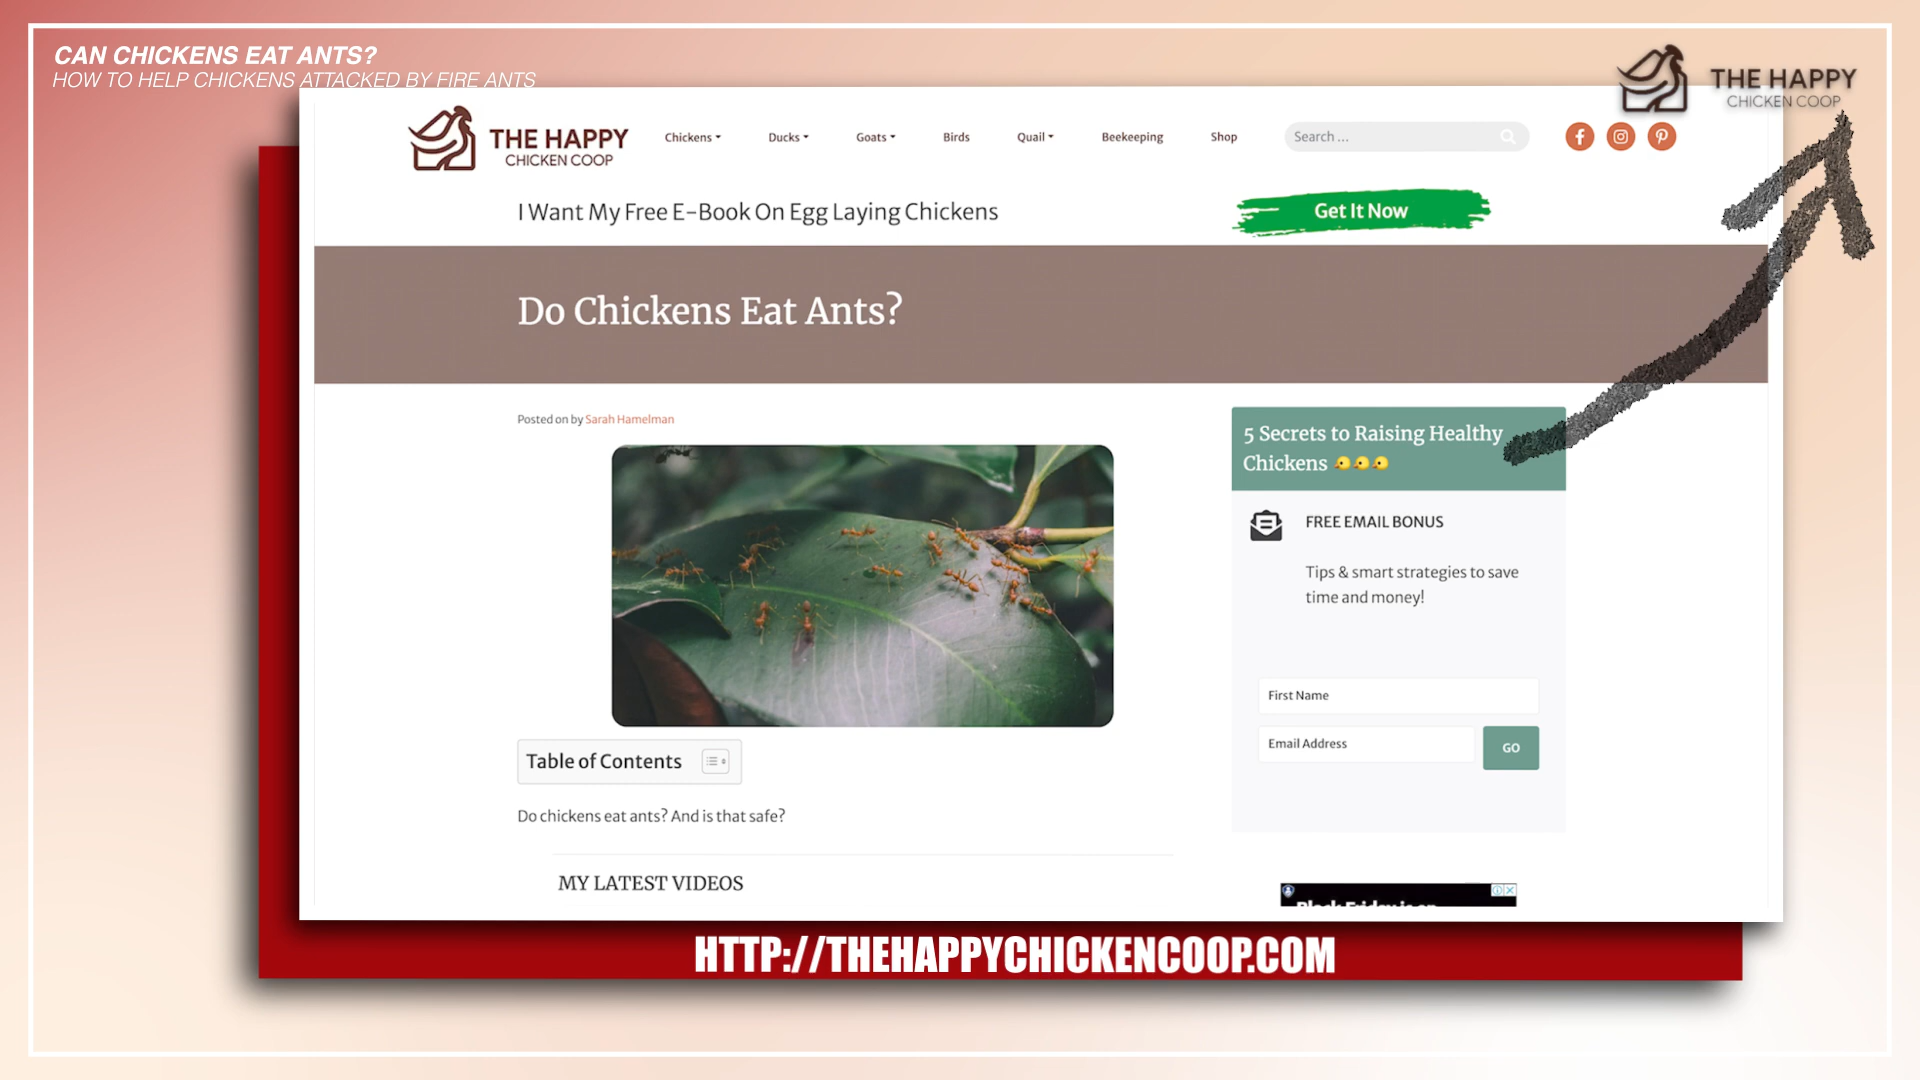 CAN CHICKENS EAT ANTS?
HOW TO HELP CHICKENS ATTACKED BY FIRE ANTS
THE HAPPY
CHICKEN COOP
THE HAPPY
CHICKEN COOP
Chickens
Ducks
Goats
Birds
Quail
Beekeeping
Shop
Search ...
I Want My Free E-Book On Egg Laying Chickens
Get It Now
Do Chickens Eat Ants?
Posted on by Sarah Hamelman
5 Secrets to Raising Healthy
Chickens
FREE EMAIL BONUS
Tips & smart strategies to save
time and money!
First Name
Email Address
GO
Table of Contents
Do chickens eat ants? And is that safe?
MY LATEST VIDEOS
Black Friday is on
HTTP://THEHAPPYCHICKENCOOP.COM